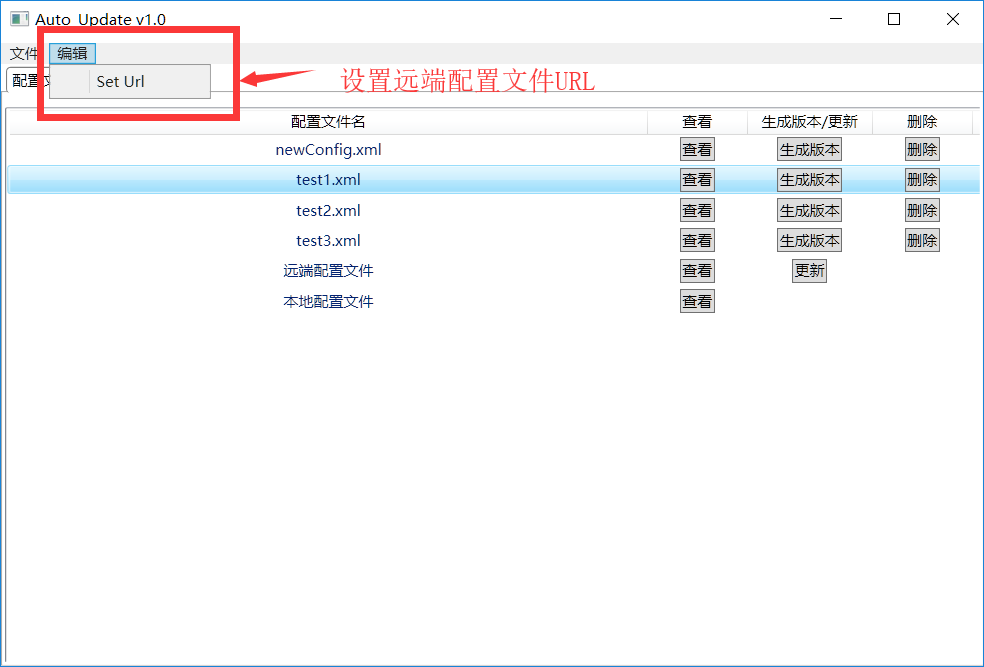 Auto_Update v1.0
文件 编辑
配置文 Set Url
设置远端配置文件URL
配置文件名 查看 生成版本/更新 删除
newConfig.xml 查看 生成版本 删除
test1.xml 查看 生成版本 删除
test2.xml 查看 生成版本 删除
test3.xml 查看 生成版本 删除
远端配置文件 查看 更新
本地配置文件 查看